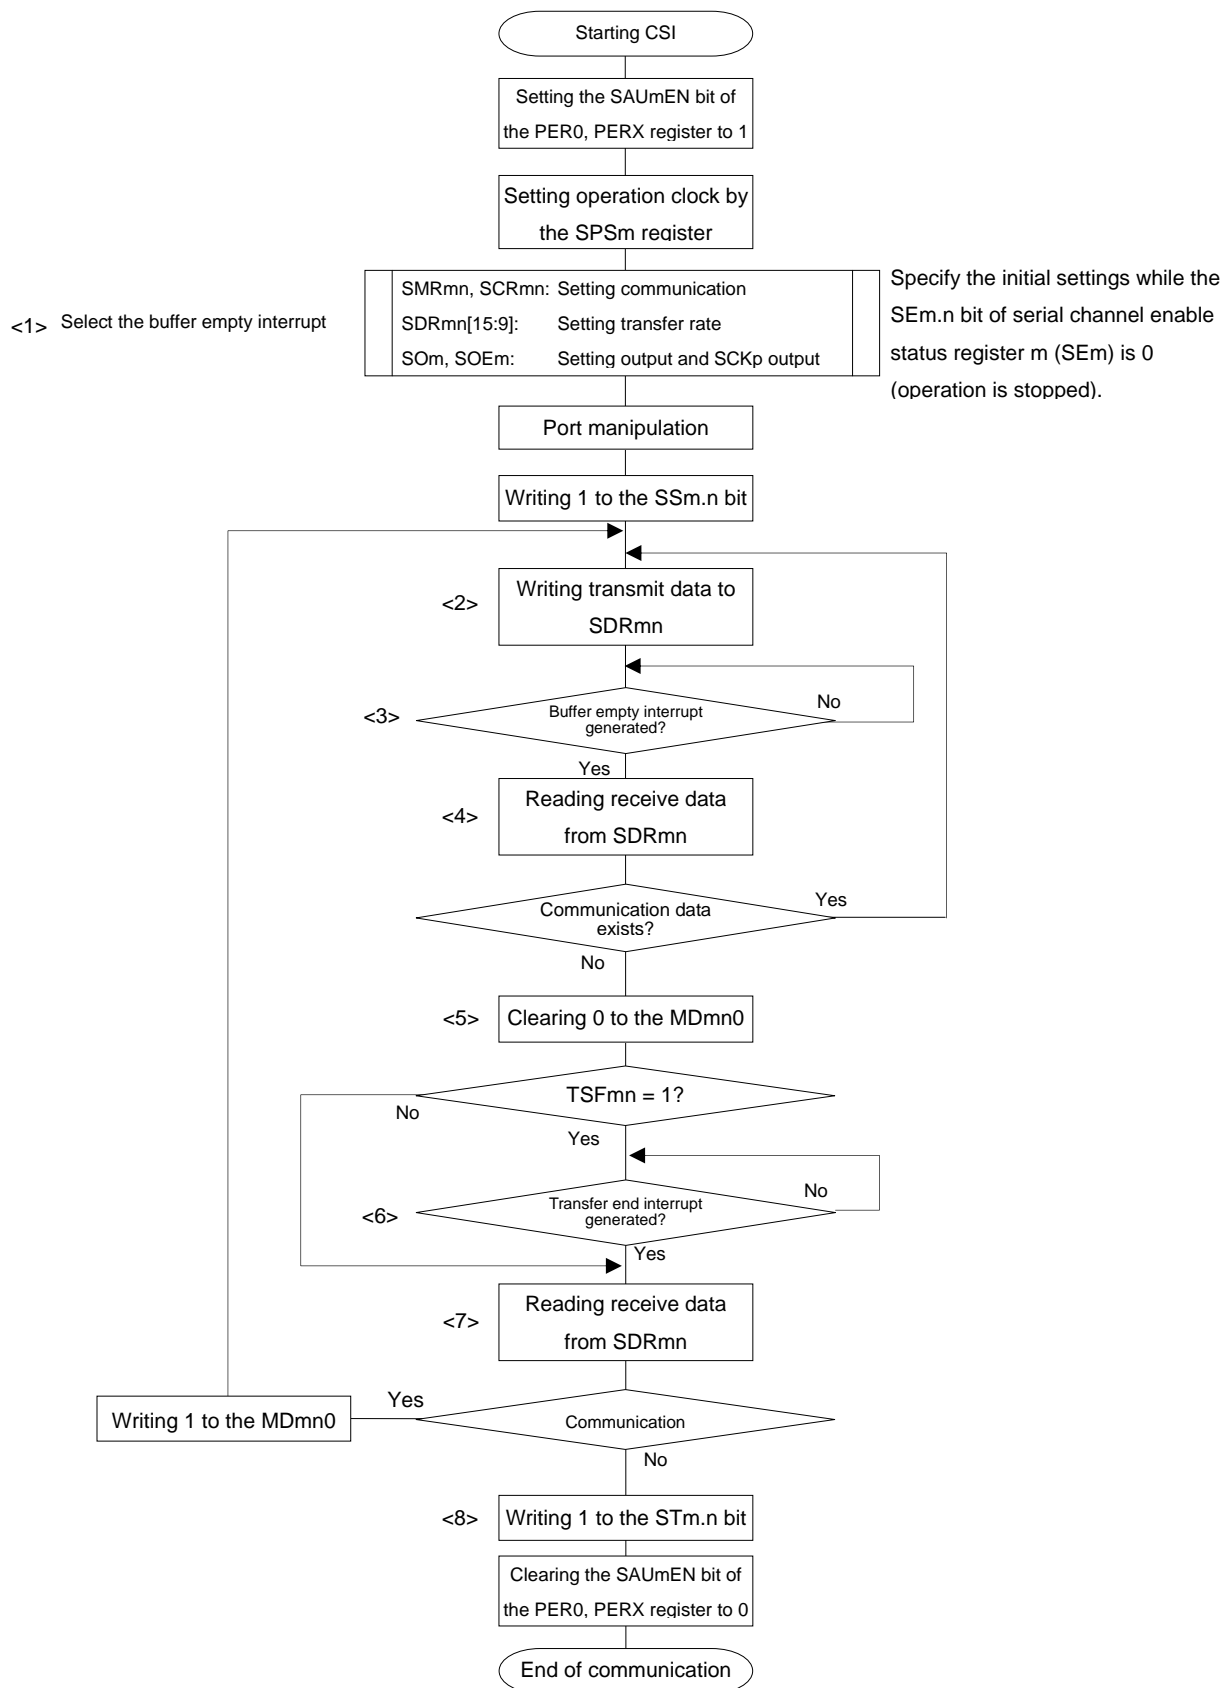 Starting CSI
Setting the SAUmEN bit of
the PER0, PERX register to 1
Setting operation clock by
the SPSm register
<1> Select the buffer empty interrupt
SMRmn, SCRmn: Setting communication
SDRmn[15:9]: Setting transfer rate
SOm, SOEm: Setting output and SCKp output
Specify the initial settings while the
SEm.n bit of serial channel enable
status register m (SEm) is 0
(operation is stopped).
Port manipulation
Writing 1 to the SSm.n bit
<2>
Writing transmit data to
SDRmn
<3>
Buffer empty interrupt
generated?
No
Yes
<4>
Reading receive data
from SDRmn
Communication data
exists?
Yes
No
<5>
Clearing 0 to the MDmn0
TSFmn = 1?
No
Yes
<6>
Transfer end interrupt
generated?
No
Yes
<7>
Reading receive data
from SDRmn
Writing 1 to the MDmn0
Yes
Communication
No
<8>
Writing 1 to the STm.n bit
Clearing the SAUmEN bit of
the PER0, PERX register to 0
End of communication